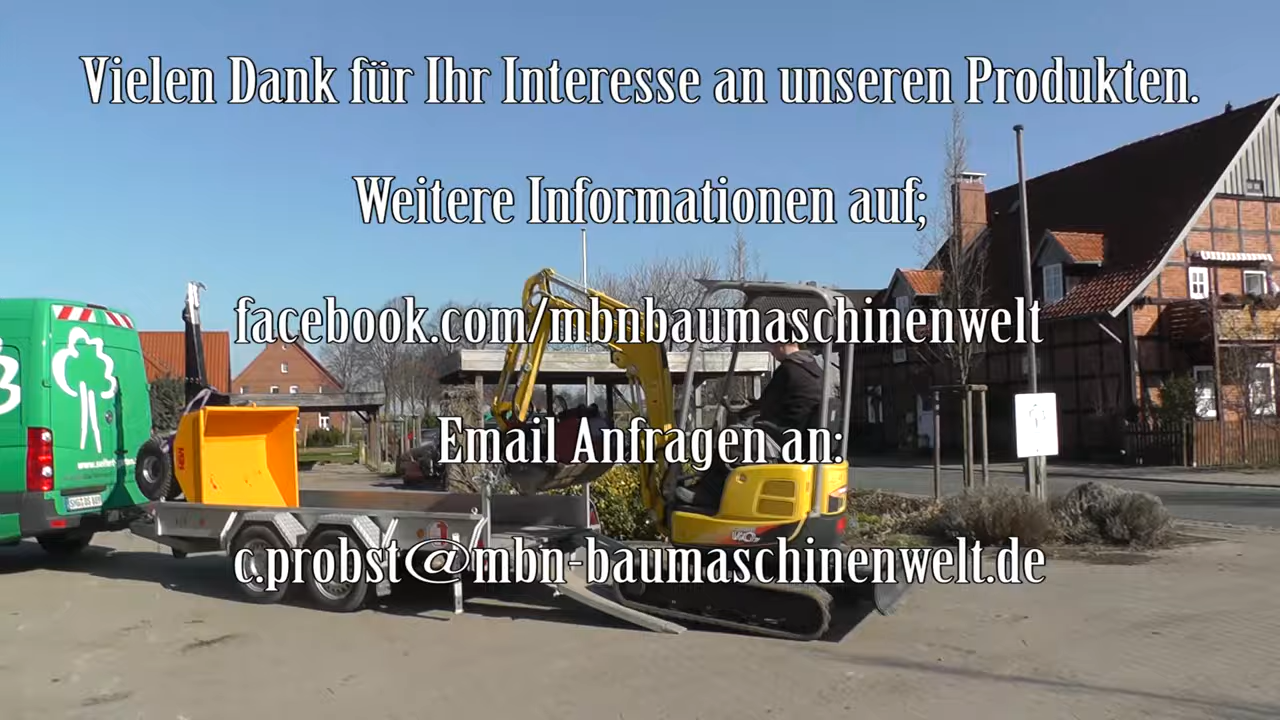 Vielen Dank für Ihr Interesse an unseren Produkten.
Weitere Informationen auf;
facebook.com/mbnbaumaschinenwelt
Email Anfragen an:
c.probst@mbn-baumaschinenwelt.de
MBN